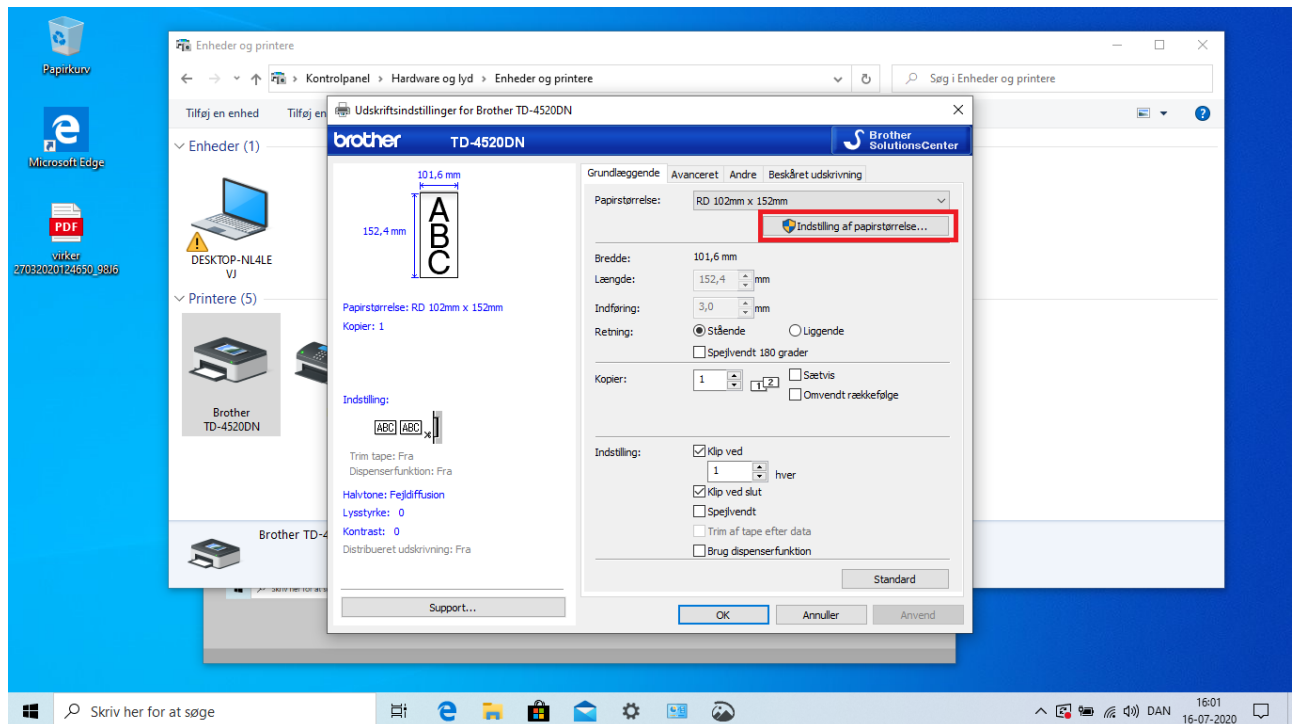 Papirkurv
Microsoft Edge
PDF
virker
27032020124650_98J6
Enheder og printere
Kontrolpanel > Hardware og lyd > Enheder og printere
Søg i Enheder og printere
Tilføj en enhed Tilføj en
Enheder (1)
DESKTOP-NL4LE
VJ
Printere (5)
Brother
TD-4520DN
Brother TD-4
Udskriftsindstillinger for Brother TD-4520DN
brother TD-4520DN
Brother
SolutionsCenter
101,6 mm
152,4 mm
A
B
C
Papirstørrelse: RD 102mm x 152mm
Kopier: 1
Indstilling:
ABC ABC
Trim tape: Fra
Dispenserfunktion: Fra
Halvtone: Fejldiffusion
Lysstyrke: 0
Kontrast: 0
Distribueret udskrivning: Fra
Support...
Grundlæggende Avanceret Andre Beskåret udskrivning
Papirstørrelse: RD 102mm x 152mm
Indstilling af papirstørrelse...
Bredde: 101,6 mm
Længde: 152,4 mm
Indføring: 3,0 mm
Retning: Stående Liggende
Spejlvendt 180 grader
Kopier: 1 1 2 Sætvis
Omvendt rækkefølge
Indstilling: Klip ved
1 hver
Klip ved slut
Spejlvendt
Trim af tape efter data
Brug dispenserfunktion
Standard
OK Annuller Anvend
Skriv her for at søge
DAN
16:01
16-07-2020